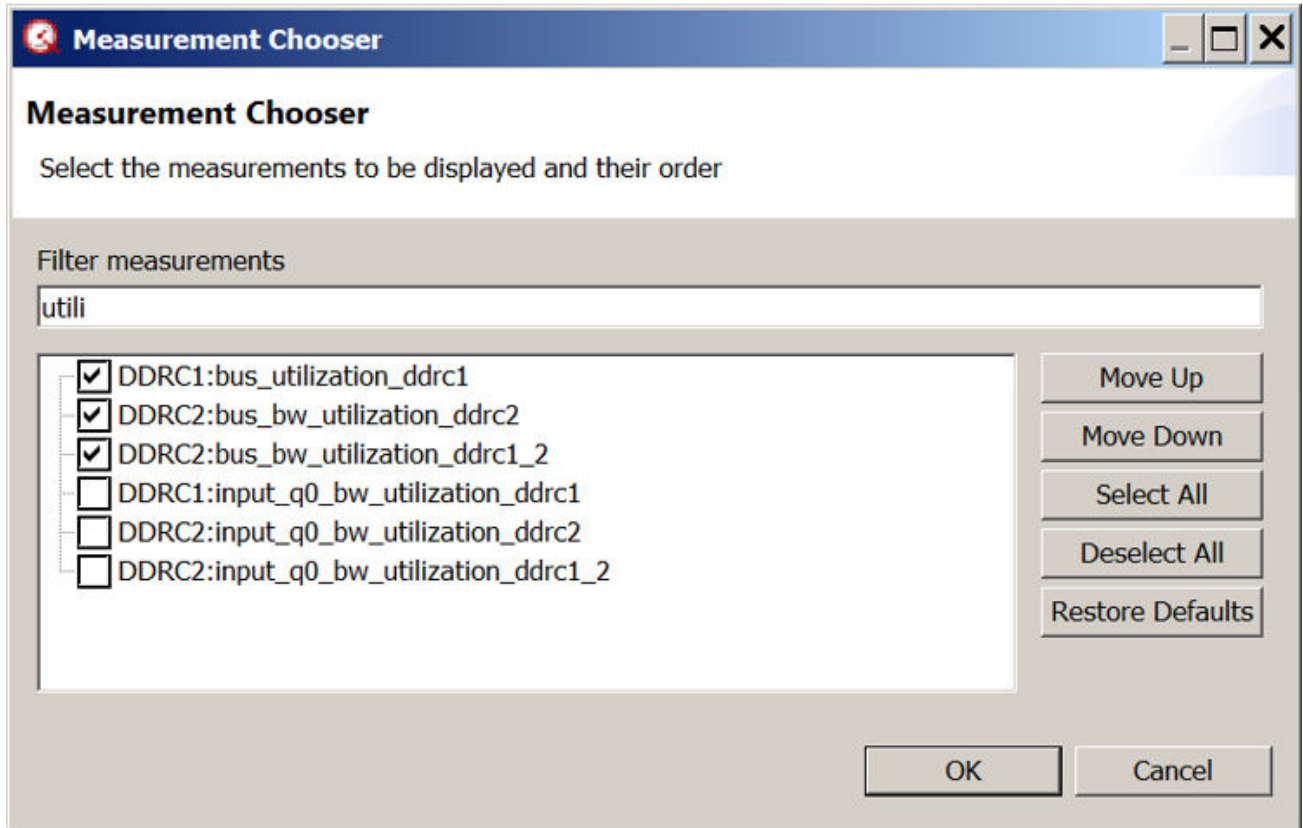 Measurement Chooser
Measurement Chooser
Select the measurements to be displayed and their order
Filter measurements
utili
DDRC1:bus_utilization_ddrc1
DDRC2:bus_bw_utilization_ddrc2
DDRC2:bus_bw_utilization_ddrc1_2
DDRC1:input_q0_bw_utilization_ddrc1
DDRC2:input_q0_bw_utilization_ddrc2
DDRC2:input_q0_bw_utilization_ddrc1_2
Move Up
Move Down
Select All
Deselect All
Restore Defaults
OK
Cancel